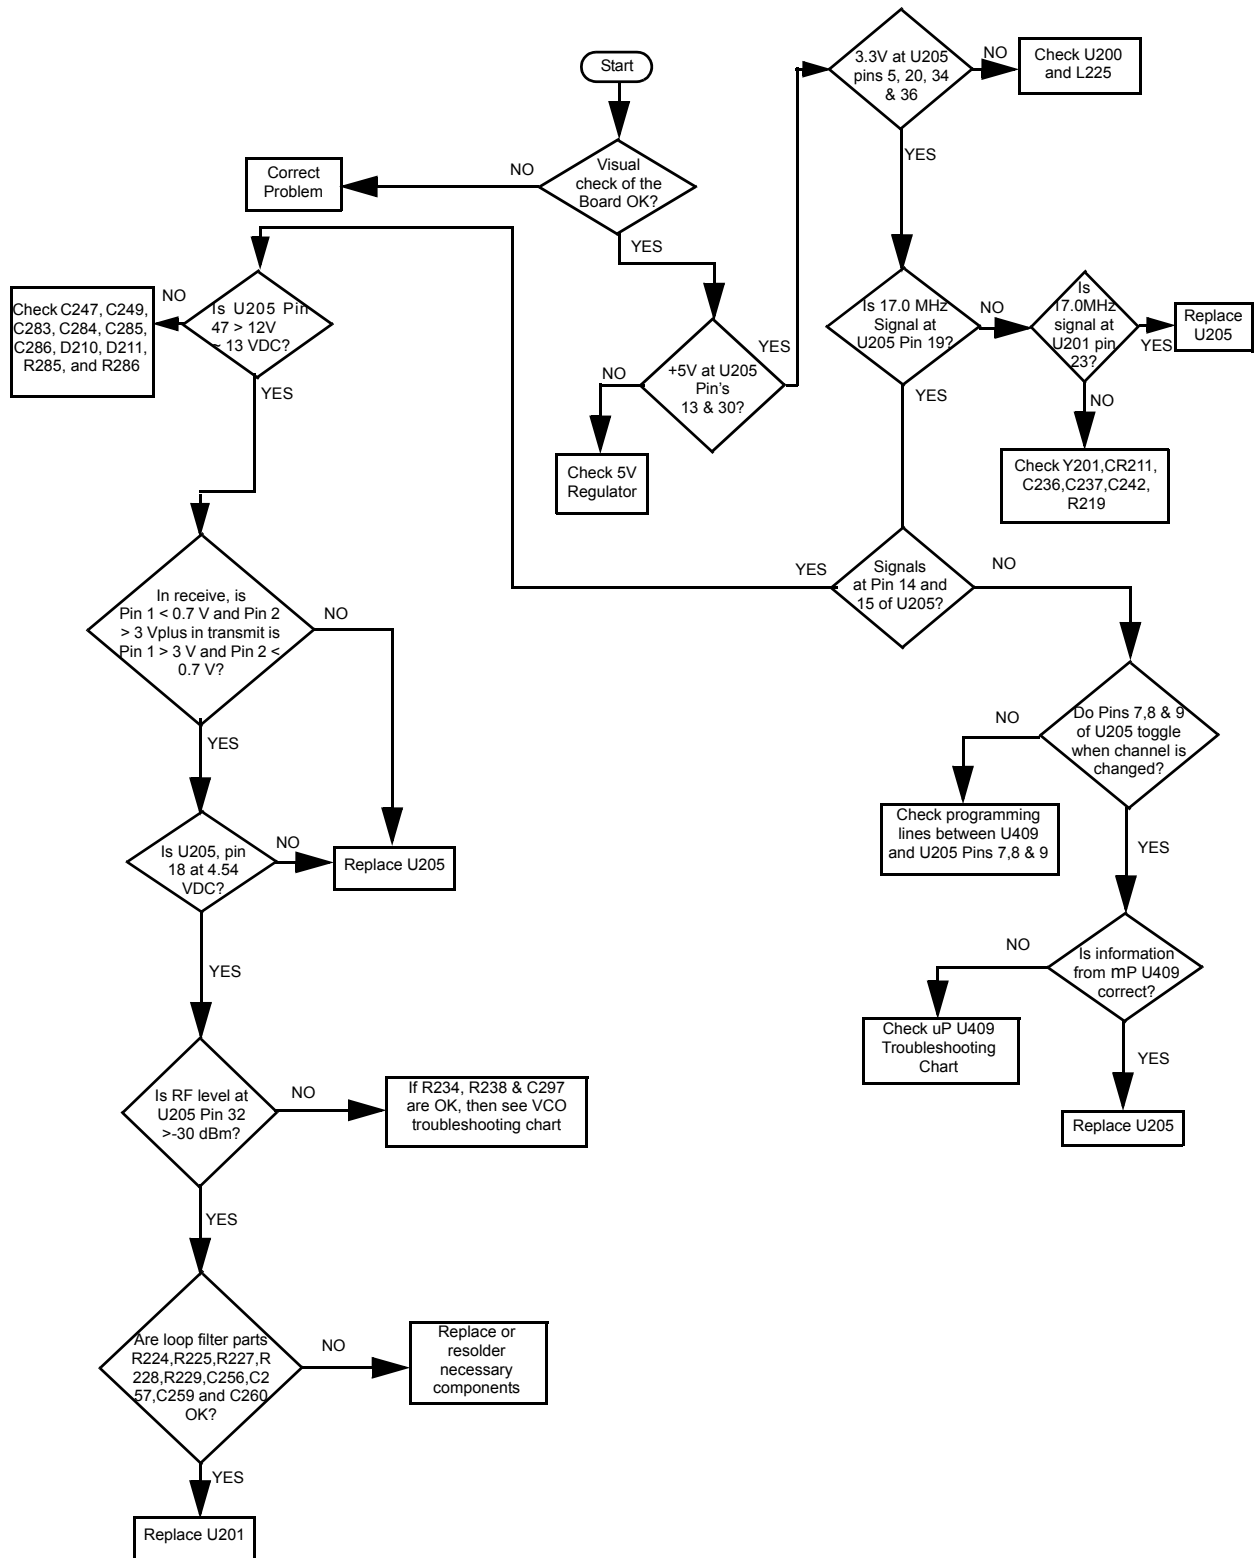 Start
Visual
check of the
Board OK?
NO
Correct
Problem
YES
+5V at U205
Pin's
13 & 30?
NO
Check 5V
Regulator
YES
3.3V at U205
pins 5, 20, 34
& 36
NO
Check U200
and L225
YES
Is 17.0 MHz
Signal at
U205 Pin 19?
NO
Is
17.0MHz
signal at
U201 pin
23?
YES
Replace
U205
NO
Check Y201,CR211,
C236,C237,C242,
R219
YES
Signals
at Pin 14 and
15 of U205?
NO
Do Pins 7,8 & 9
of U205 toggle
when channel is
changed?
NO
Check programming
lines between U409
and U205 Pins 7,8 & 9
YES
Is information
from mP U409
correct?
NO
Check uP U409
Troubleshooting
Chart
YES
Replace U205
YES
Is U205 Pin
47 > 12V
~ 13 VDC?
NO
Check C247, C249,
C283, C284, C285,
C286, D210, D211,
R285, and R286
YES
In receive, is
Pin 1 < 0.7 V and Pin 2
> 3 Vplus in transmit is
Pin 1 > 3 V and Pin 2 <
0.7 V?
NO
YES
Is U205, pin
18 at 4.54
VDC?
NO
Replace U205
YES
Is RF level at
U205 Pin 32
>-30 dBm?
NO
If R234, R238 & C297
are OK, then see VCO
troubleshooting chart
YES
Are loop filter parts
R224,R225,R227,R
228,R229,C256,C2
57,C259 and C260
OK?
NO
Replace or
resolder
necessary
components
YES
Replace U201